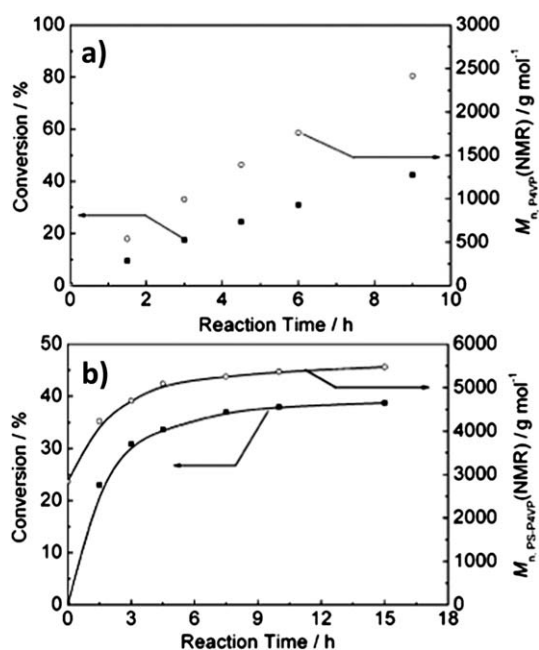 a)
100
80
60
40
20
0
Conversion / %
3000
2500
2000
1500
1000
500
0
Mn, P4VP(NMR) / g mol-1
0 2 4 6 8 10
Reaction Time / h
b)
50
40
30
20
10
0
Conversion / %
6000
5000
4000
3000
2000
1000
0
Mn, PS-P4VP(NMR) / g mol-1
0 3 6 9 12 15 18
Reaction Time / h